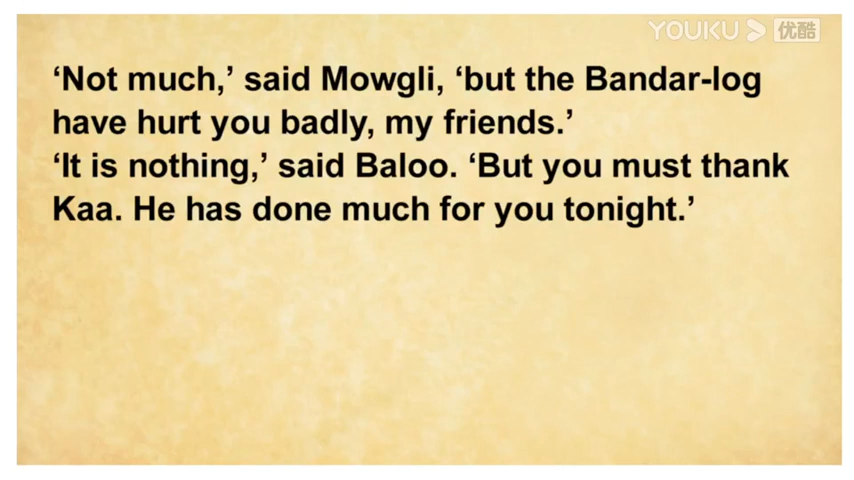 YOUKU 优酷
‘Not much,’ said Mowgli, ‘but the Bandar-log
have hurt you badly, my friends.’
‘It is nothing,’ said Baloo. ‘But you must thank
Kaa. He has done much for you tonight.’